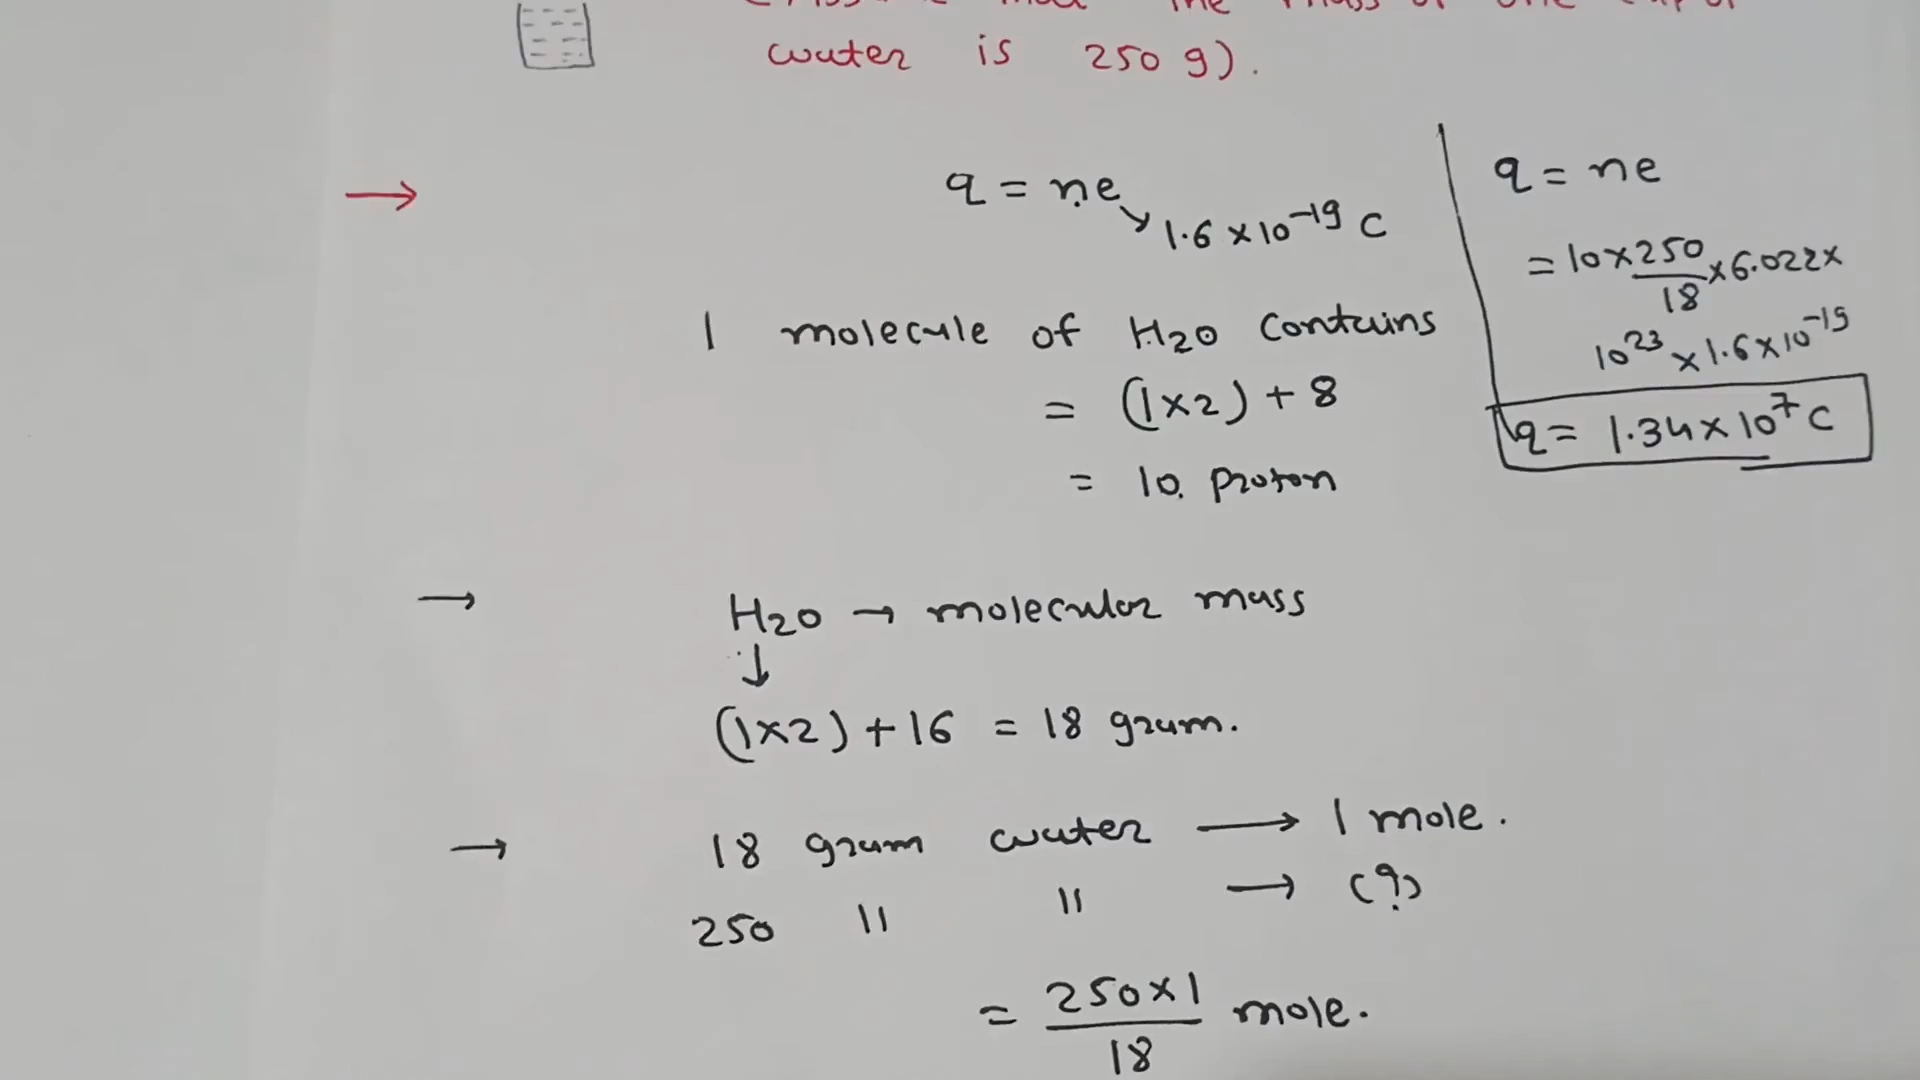 water is 250 g).
q = ne
1.6 × 10⁻¹⁹ C
1 molecule of H₂O contains
= (1×2) + 8
= 10 proton
H₂O → molecular mass
↓
(1×2) + 16 = 18 gram.
→ 18 gram water → 1 mole.
250 11 11 → (?)
= 250×1/18 mole.
q = ne
= 10×250/18 ×6.022×
10²³ ×1.6×10⁻¹⁹
q = 1.34×10⁷ C